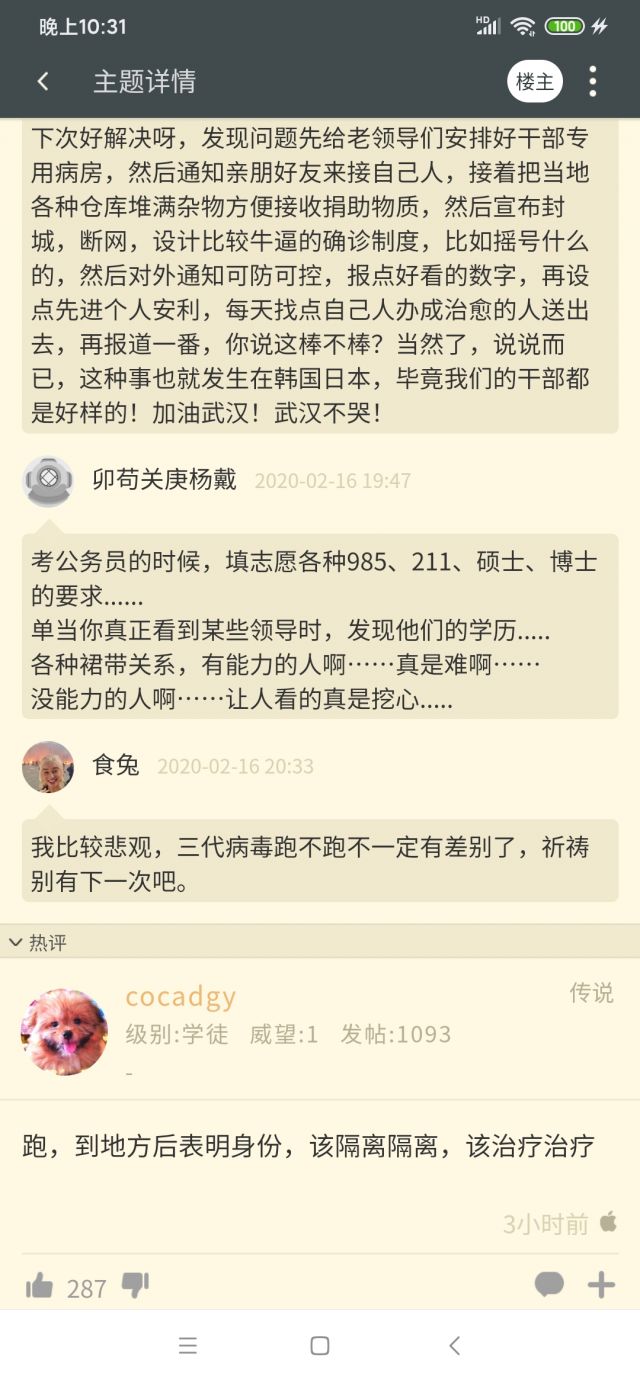 晚上10:31
HD
100
主题详情
楼主
下次好解决呀，发现问题先给老领导们安排好干部专
用病房，然后通知亲朋好友来接自己人，接着把当地
各种仓库堆满杂物方便接收捐助物质，然后宣布封
城，断网，设计比较牛逼的确诊制度，比如摇号什么
的，然后对外通知可防可控，报点好看的数字，再设
点先进个人安利，每天找点自己人办成治愈的人送出
去，再报道一番，你说这棒不棒？当然了，说说而
已，这种事也就发生在韩国日本，毕竟我们的干部都
是好样的！加油武汉！武汉不哭！
卯苟关庚杨戴 2020-02-16 19:47
考公务员的时候，填志愿各种985、211、硕士、博士
的要求......
单当你真正看到某些领导时，发现他们的学历.....
各种裙带关系，有能力的人啊……真是难啊……
没能力的人啊……让人看的真是挖心.....
食兔 2020-02-16 20:33
我比较悲观，三代病毒跑不跑不一定有差别了，祈祷
别有下一次吧。
热评
cocadgy
传说
级别:学徒 威望:1 发帖:1093
-
跑，到地方后表明身份，该隔离隔离，该治疗治疗
3小时前
287